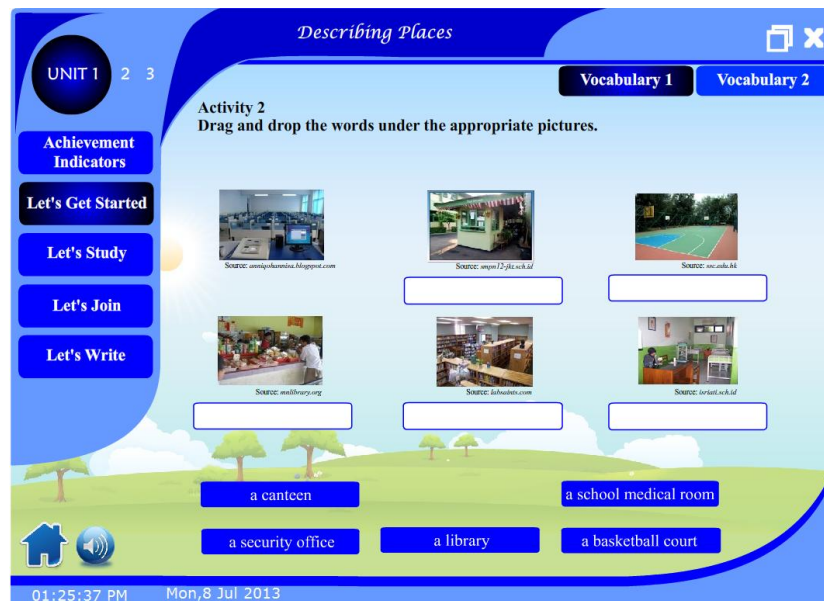 Describing Places
UNIT 1 2 3
Vocabulary 1
Vocabulary 2
Activity 2
Drag and drop the words under the appropriate pictures.
Achievement
Indicators
Let's Get Started
Let's Study
Let's Join
Let's Write
Source: anniqohannisa.blogspot.com
Source: smpn12-jkt.sch.id
Source: ssc.edu.hk
Source: mnlibrary.org
Source: labsaints.com
Source: isriati.sch.id
a canteen
a school medical room
a security office
a library
a basketball court
01:25:37 PM
Mon,8 Jul 2013